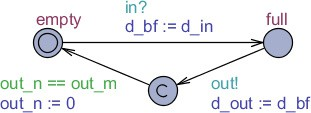 empty
in?
d_bf := d_in
full
out_n == out_m
out_n := 0
C
out!
d_out := d_bf